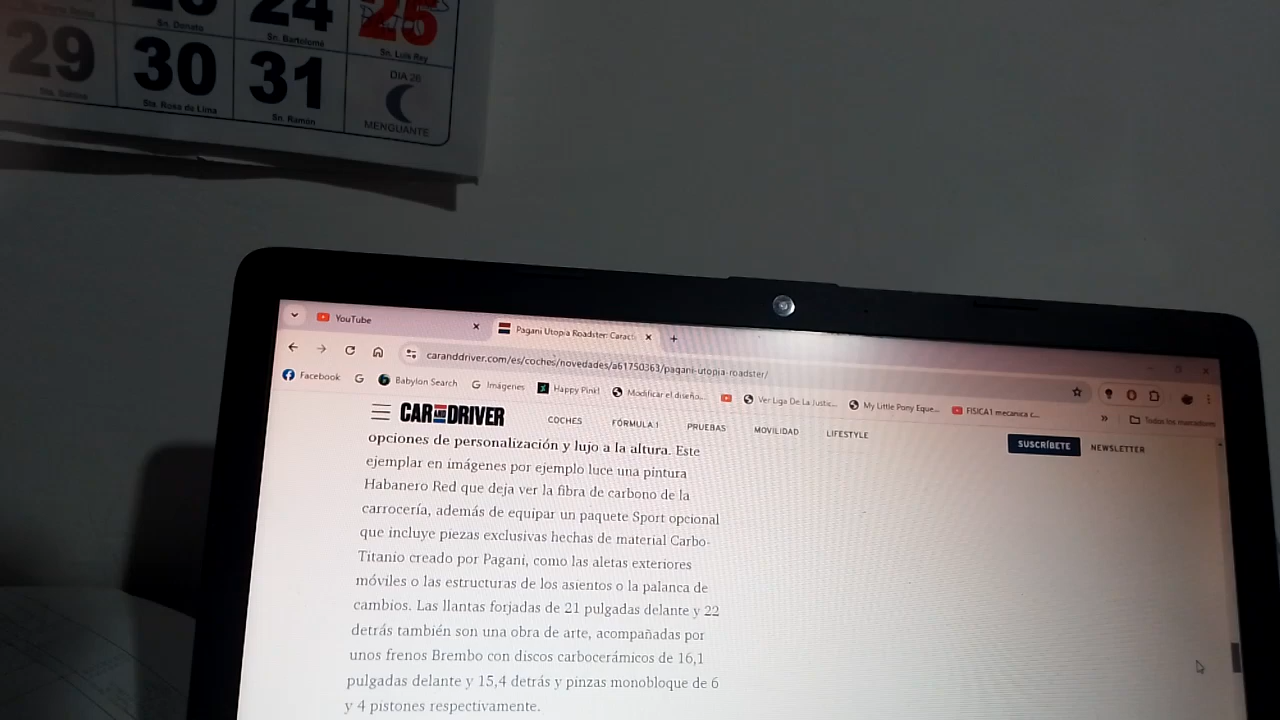 24
25
Sn. Donato
Sn. Bartolomé
Sn. Luis Rey
29
30
31
DIA 26
MENGUANTE
Sta. Rosa de Lima
Sn. Ramón
YouTube
Pagani Utopia Roadster: Caract
caranddriver.com/es/coches/novedades/a61750363/pagani-utopia-roadster/
Facebook
Babylon Search
Imágenes
Happy Pink!
Modificar el diseño...
Ver Liga De La Justic...
My Little Pony Eque...
FISICA1 mecanica c...
Todos los marcadores
CAR AND DRIVER
COCHES
FÓRMULA 1
PRUEBAS
MOVILIDAD
LIFESTYLE
SUSCRÍBETE
NEWSLETTER
opciones de personalización y lujo a la altura. Este
ejemplar en imágenes por ejemplo luce una pintura
Habanero Red que deja ver la fibra de carbono de la
carrocería, además de equipar un paquete Sport opcional
que incluye piezas exclusivas hechas de material Carbo-
Titanio creado por Pagani, como las aletas exteriores
móviles o las estructuras de los asientos o la palanca de
cambios. Las llantas forjadas de 21 pulgadas delante y 22
detrás también son una obra de arte, acompañadas por
unos frenos Brembo con discos carbocerámicos de 16,1
pulgadas delante y 15,4 detrás y pinzas monobloque de 6
y 4 pistones respectivamente.